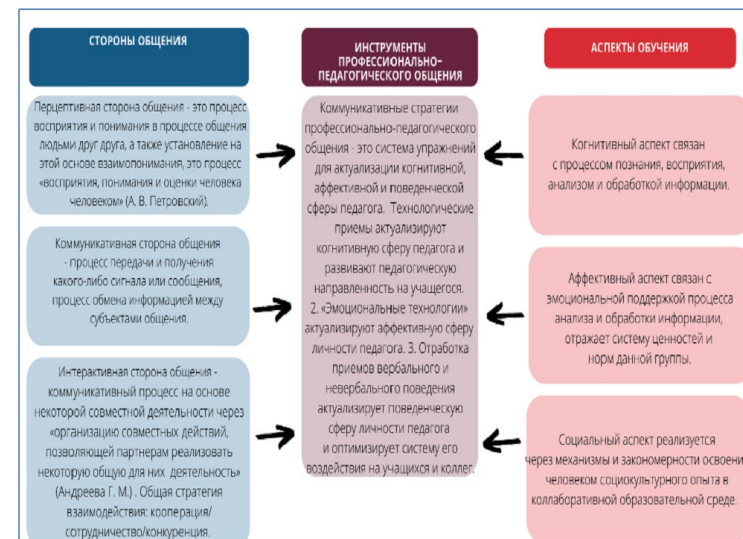 СТОРОНЫ ОБЩЕНИЯ
Перцептивная сторона общения - это процесс
восприятия и понимания в процессе общения
людьми друг друга, а также установление на
этой основе взаимопонимания, это процесс
«восприятия, понимания и оценки человека
человеком» (А. В. Петровский).
Коммуникативная сторона общения
- процесс передачи и получения
какого-либо сигнала или сообщения,
процесс обмена информацией между
субъектами общения.
Интерактивная сторона общения -
коммуникативный процесс на основе
некоторой совместной деятельности через
«организацию совместных действий,
позволяющей партнерам реализовать
некоторую общую для них деятельность»
(Андреева Г. М.) . Общая стратегия
взаимодействия: кооперация/
сотрудничество/конкуренция.
ИНСТРУМЕНТЫ
ПРОФЕССИОНАЛЬНО-
ПЕДАГОГИЧЕСКОГО ОБЩЕНИЯ
Коммуникативные стратегии
профессионально-педагогического
общения - это система упражнений
для актуализации когнитивной,
аффективной и поведенческой
сферы педагога. Технологические
приемы актуализируют
когнитивную сферу педагога и
развивают педагогическую
направленность на учащегося.
2. «Эмоциональные технологии»
актуализируют аффективную сферу
личности педагога. 3. Отработка
приемов вербального и
невербального поведения
актуализирует поведенческую
сферу личности педагога
и оптимизирует систему его
воздействия на учащихся и коллег.
АСПЕКТЫ ОБУЧЕНИЯ
Когнитивный аспект связан
с процессом познания, восприятия,
анализом и обработкой информации.
Аффективный аспект связан с
эмоциональной поддержкой процесса
анализа и обработки информации,
отражает систему ценностей и
норм данной группы.
Социальный аспект реализуется
через механизмы и закономерности освоени
человеком социокультурного опыта в
коллаборативной образовательной среде.